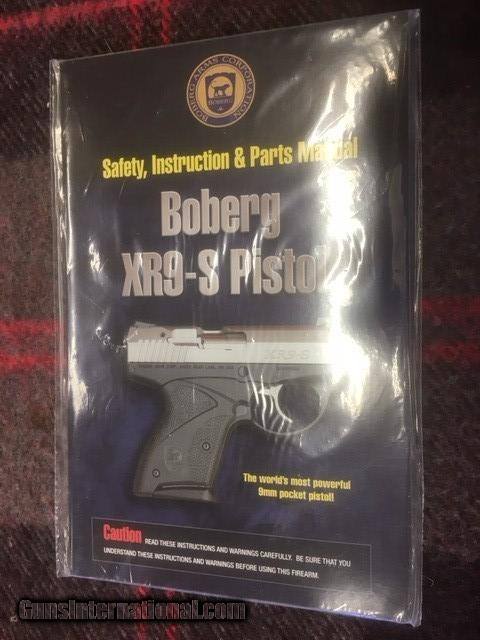 BOBERG ARMS CORPORATION
BOBERG
Safety, Instruction & Parts Manual
Boberg
XR9-S Pistol
XR9-S
The world's most powerful
9mm pocket pistol!
Caution READ THESE INSTRUCTIONS AND WARNINGS CAREFULLY. BE SURE THAT YOU
UNDERSTAND THESE INSTRUCTIONS AND WARNINGS BEFORE USING THIS FIREARM.
GunsInternational.com